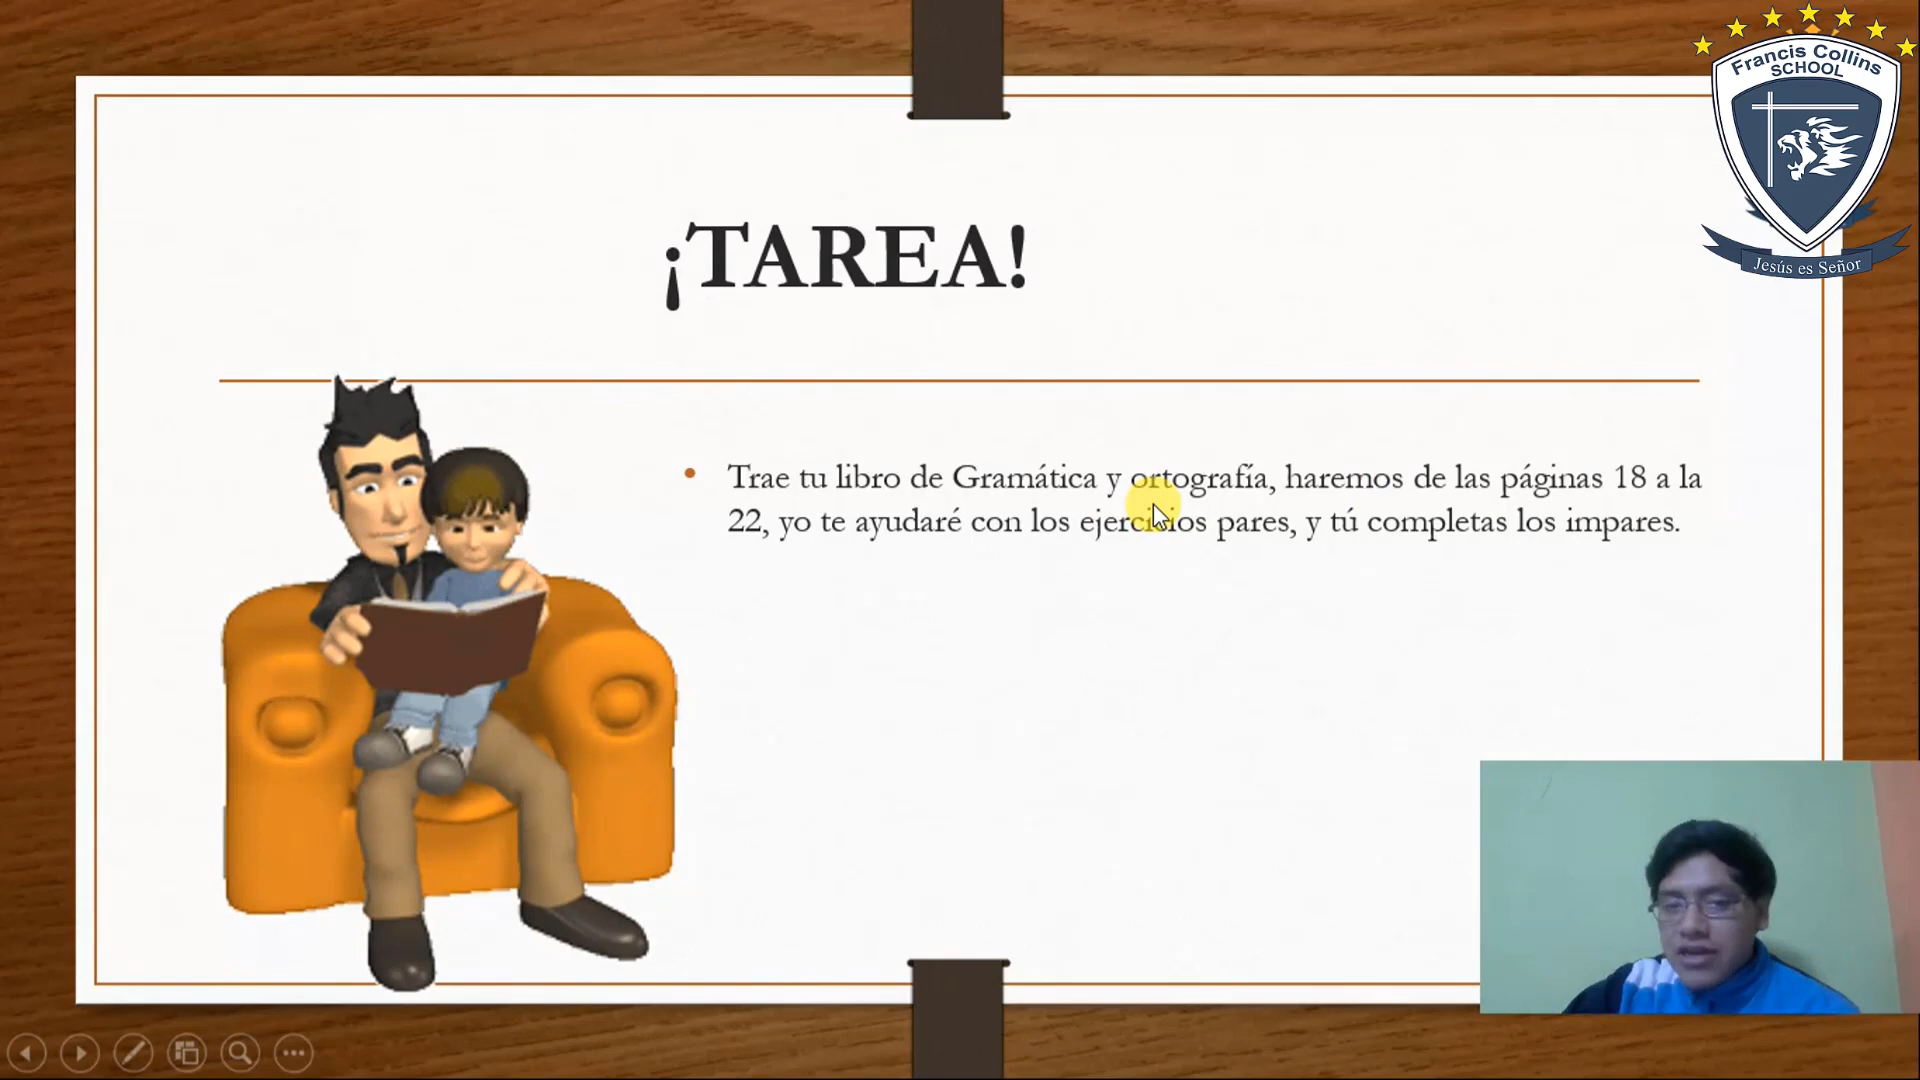 Francis Collins
SCHOOL
Jesús es Señor
¡TAREA!
• Trae tu libro de Gramática y ortografía, haremos de las páginas 18 a la
22, yo te ayudaré con los ejercicios pares, y tú completas los impares.